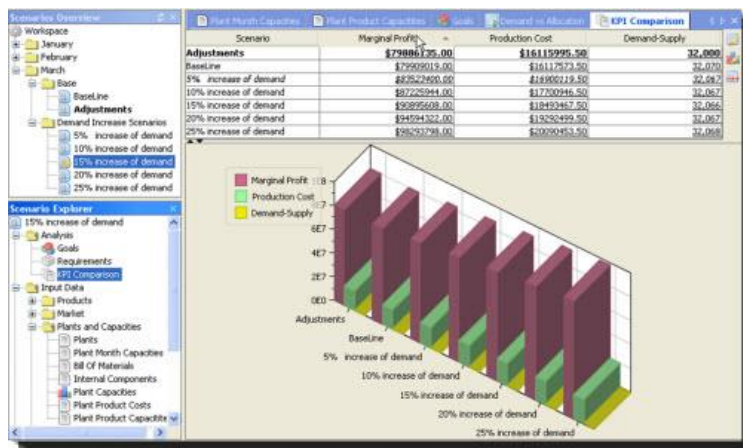 Scenarios Overview
Workspace
January
February
March
Base
BaseLine
Adjustments
Demand Increase Scenarios
5% increase of demand
10% increase of demand
15% increase of demand
20% increase of demand
25% increase of demand
Scenario Explorer
15% increase of demand
Analysis
Goals
Requirements
KPI Comparison
Input Data
Products
Market
Plants and Capacities
Plants
Plant Month Capacities
Bill Of Materials
Internal Components
Plant Capacities
Plant Product Costs
Plant Product Capacitite
Plant Month Capacities Plant Product Capacities Goals Demand vs Allocation KPI Comparison
Scenario Marginal Profit Production Cost Demand-Supply
Adjustments $79886135.00 $16115995.50 32,000
BaseLine $79909019.00 $16117573.50 32,070
5% increase of demand $83523400.00 $16900119.50 32,067
10% increase of demand $87225944.00 $17700946.50 32,067
15% increase of demand $90895608.00 $18493467.50 32,066
20% increase of demand $94594322.00 $19292499.50 32,067
25% increase of demand $98293798.00 $20090453.50 32,068
Marginal Profit
Production Cost
Demand-Supply
6E7
4E7
2E7
0E0
Adjustments
BaseLine
5% increase of demand
10% increase of demand
15% increase of demand
20% increase of demand
25% increase of demand